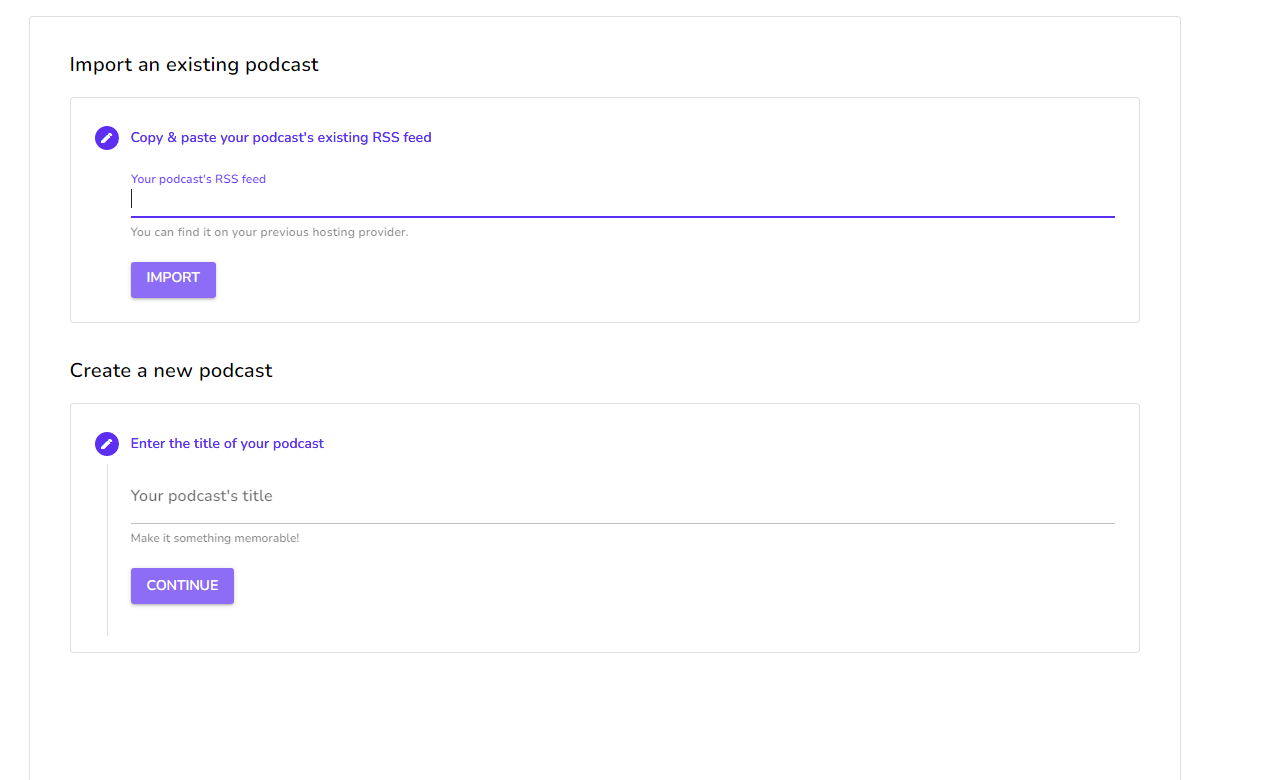 Import an existing podcast
Copy & paste your podcast's existing RSS feed
Your podcast's RSS feed
You can find it on your previous hosting provider.
IMPORT
Create a new podcast
Enter the title of your podcast
Your podcast's title
Make it something memorable!
CONTINUE